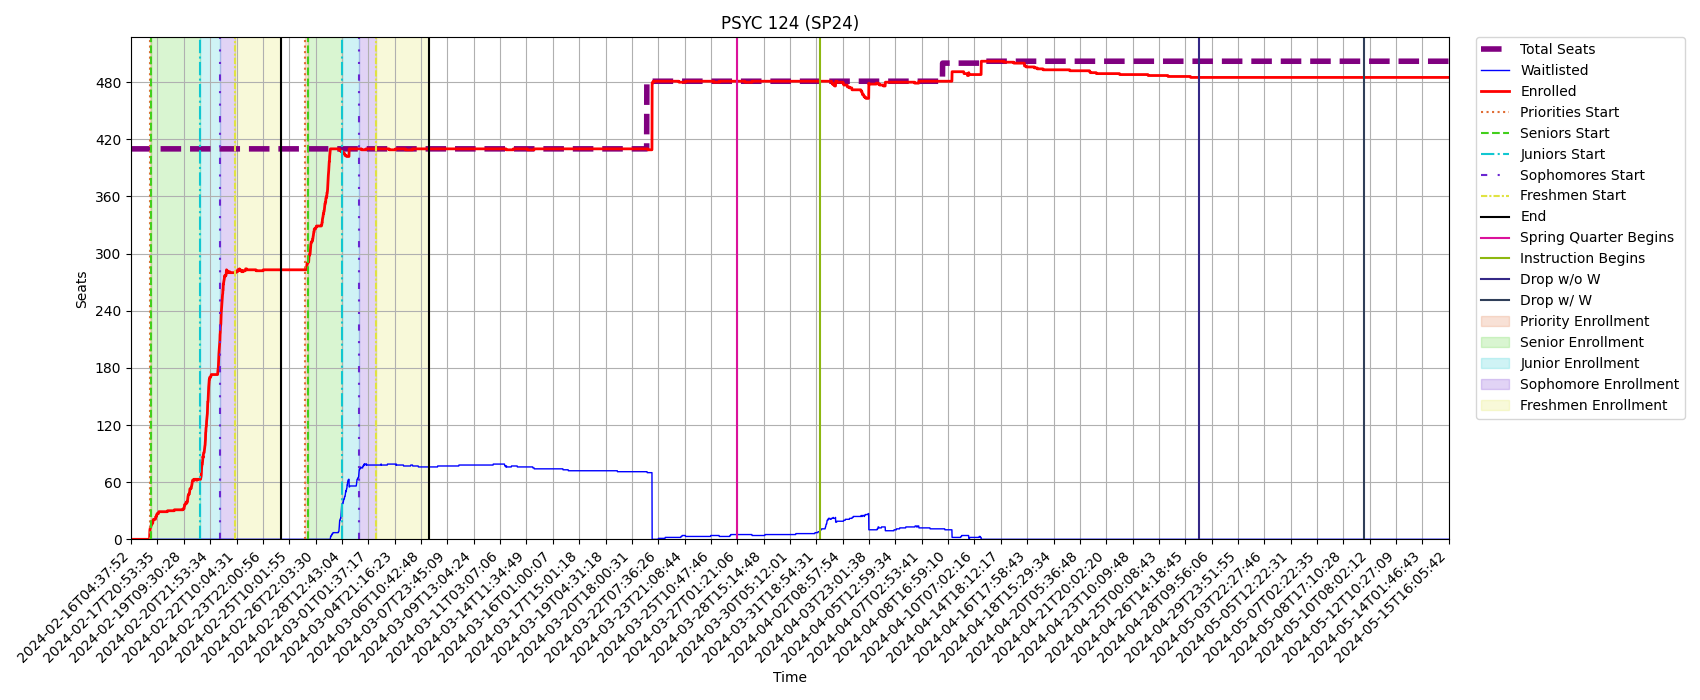 PSYC 124 (SP24)
Seats
480
420
360
300
240
180
120
60
0
2024-02-16T04:37:52
2024-02-17T20:53:35
2024-02-19T09:30:28
2024-02-20T21:53:34
2024-02-22T10:04:31
2024-02-23T22:00:56
2024-02-25T10:01:55
2024-02-26T22:03:30
2024-02-28T12:43:04
2024-03-01T01:37:17
2024-03-04T21:16:23
2024-03-06T10:42:48
2024-03-07T23:45:09
2024-03-09T13:04:24
2024-03-11T03:07:06
2024-03-14T11:34:49
2024-03-16T01:00:07
2024-03-17T15:01:18
2024-03-19T04:31:18
2024-03-20T18:00:31
2024-03-22T07:36:26
2024-03-23T21:08:44
2024-03-25T10:47:46
2024-03-27T01:21:06
2024-03-28T15:14:48
2024-03-30T05:12:01
2024-03-31T18:54:31
2024-04-02T08:57:54
2024-04-03T23:01:38
2024-04-05T12:59:34
2024-04-07T02:53:41
2024-04-08T16:59:10
2024-04-10T07:02:16
2024-04-14T18:12:17
2024-04-16T17:58:43
2024-04-18T15:29:34
2024-04-20T05:36:48
2024-04-21T20:02:20
2024-04-23T10:09:48
2024-04-25T00:08:43
2024-04-26T14:18:45
2024-04-28T09:56:06
2024-04-29T23:51:55
2024-05-03T22:27:46
2024-05-05T12:22:31
2024-05-07T02:22:35
2024-05-08T17:10:28
2024-05-10T08:02:12
2024-05-12T10:27:09
2024-05-14T01:46:43
2024-05-15T16:05:42
Time
Total Seats
Waitlisted
Enrolled
Priorities Start
Seniors Start
Juniors Start
Sophomores Start
Freshmen Start
End
Spring Quarter Begins
Instruction Begins
Drop w/o W
Drop w/ W
Priority Enrollment
Senior Enrollment
Junior Enrollment
Sophomore Enrollment
Freshmen Enrollment